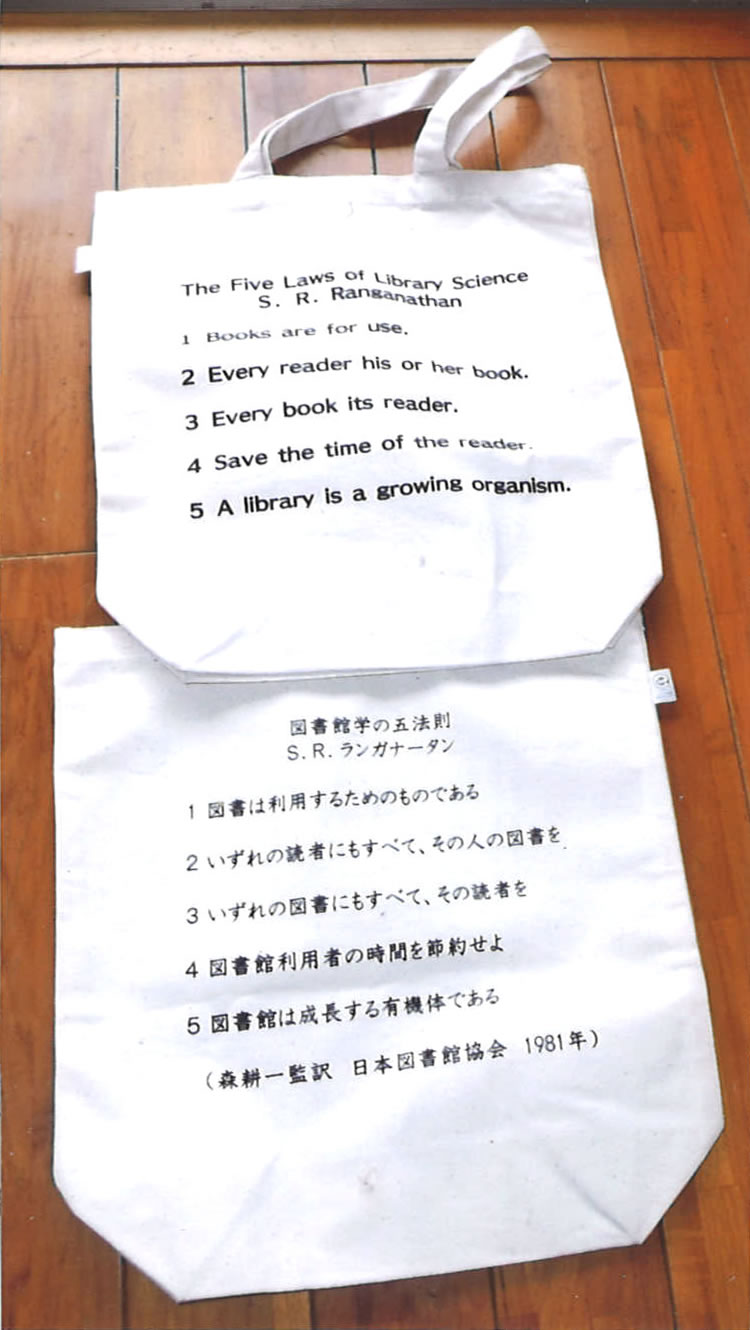 The Five Laws of Library Science
S. R. Ranganathan
1 Books are for use.
2 Every reader his or her book.
3 Every book its reader.
4 Save the time of the reader.
5 A library is a growing organism.
図書館学の五法則
S.R.ランガナータン
1 図書は利用するためのものである
2 いずれの読者にもすべて、その人の図書を
3 いずれの図書にもすべて、その読者を
4 図書館利用者の時間を節約せよ
5 図書館は成長する有機体である
(森耕一監訳 日本図書館協会 1981年)